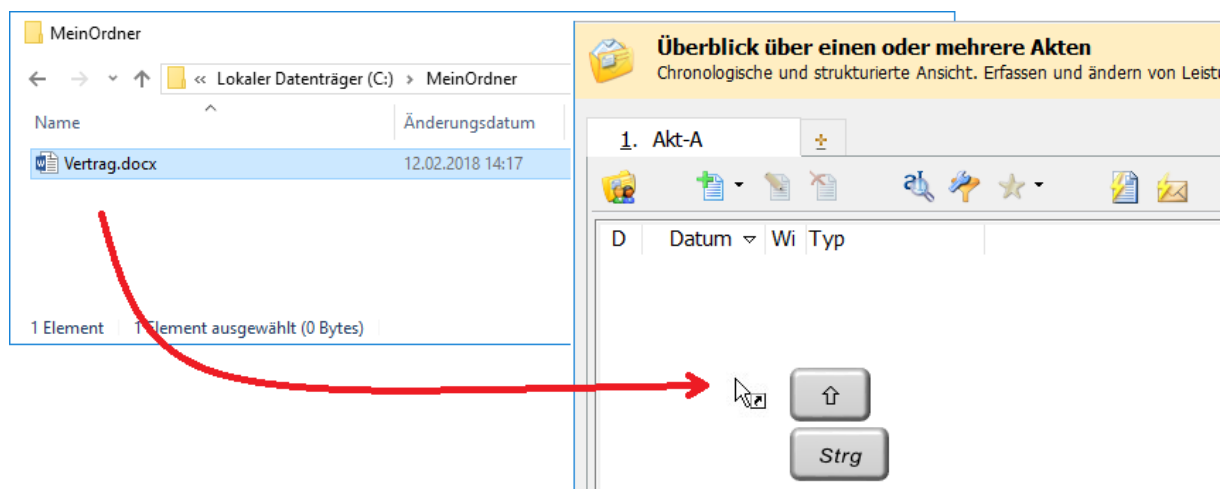 MeinOrdner
« Lokaler Datenträger (C:) › MeinOrdner
Name Änderungsdatum
Vertrag.docx 12.02.2018 14:17
1 Element 1 Element ausgewählt (0 Bytes)
Überblick über einen oder mehrere Akten
Chronologische und strukturierte Ansicht. Erfassen und ändern von Leistu
1. Akt-A
D Datum Wi Typ
Strg